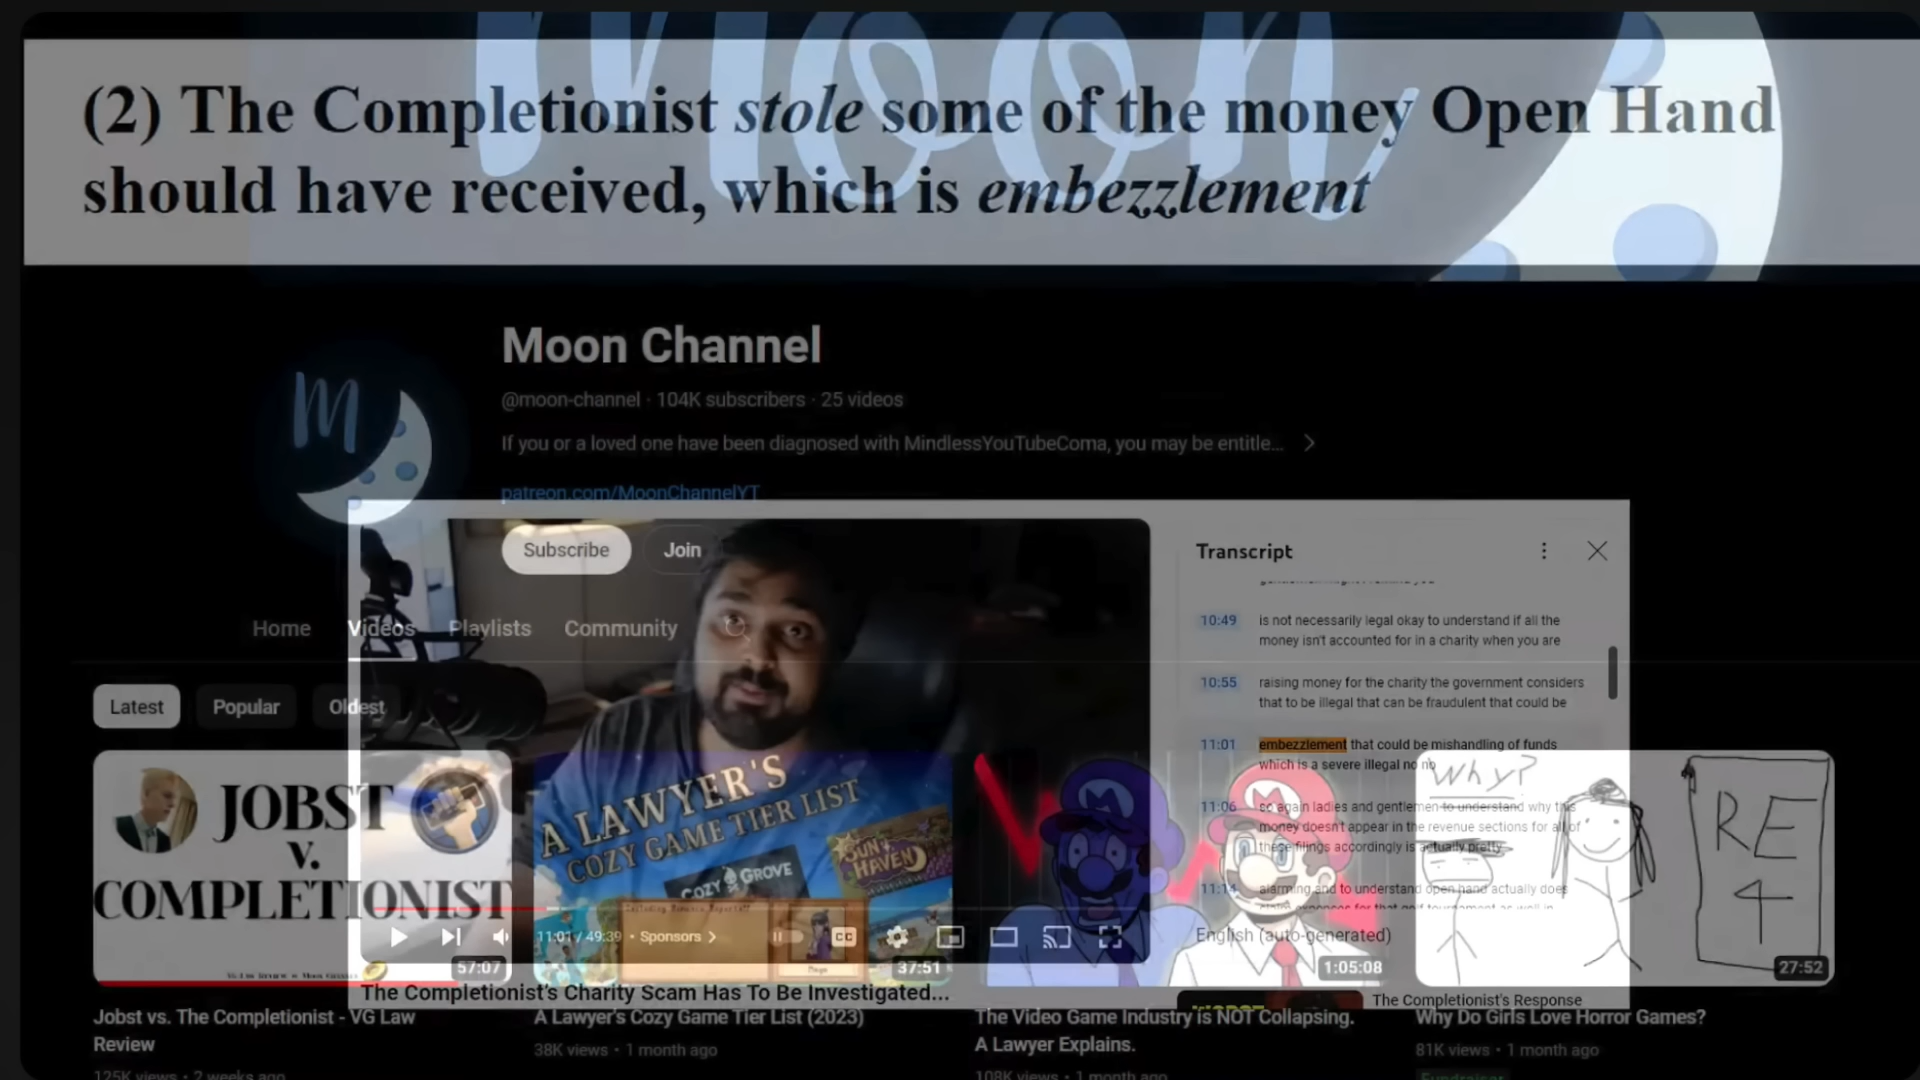 Moon
(2) The Completionist stole some of the money Open Hand
should have received, which is embezzlement
Moon Channel
@moon-channel · 104K subscribers · 25 videos
If you or a loved one have been diagnosed with MindlessYouTubeComa, you may be entitle...
patreon.com/MoonChannelYT
M
Subscribe
Join
Home
Videos
Playlists
Community
Latest
Popular
Oldest
Transcript
10:49 is not necessarily legal okay to understand if all the
money isn't accounted for in a charity when you are
10:55 raising money for the charity the government considers
that to be illegal that can be fraudulent that could be
11:01 embezzlement that could be mishandling of funds
which is a severe illegal no no
11:06 so again ladies and gentlemen to understand why this
money doesn't appear in the revenue sections for all of
these filings accordingly is actually pretty
11:14 alarming and to understand open hand actually does
English (auto-generated)
11:01 / 49:39 • Sponsors
CC
The Completionist's Charity Scam Has To Be Investigated...
The Completionist's Response
JOBST
V.
COMPLETIONIST
57:07
Jobst vs. The Completionist - VG Law
Review
125K views • 2 weeks ago
A LAWYER'S
COZY GAME TIER LIST
COZY GROVE
SUN HAVEN
37:51
A Lawyer's Cozy Game Tier List (2023)
38K views • 1 month ago
M
M
1:05:08
The Video Game Industry is NOT Collapsing.
A Lawyer Explains.
108K views • 1 month ago
Why?
RE
4
27:52
Why Do Girls Love Horror Games?
81K views • 1 month ago
Fundraiser